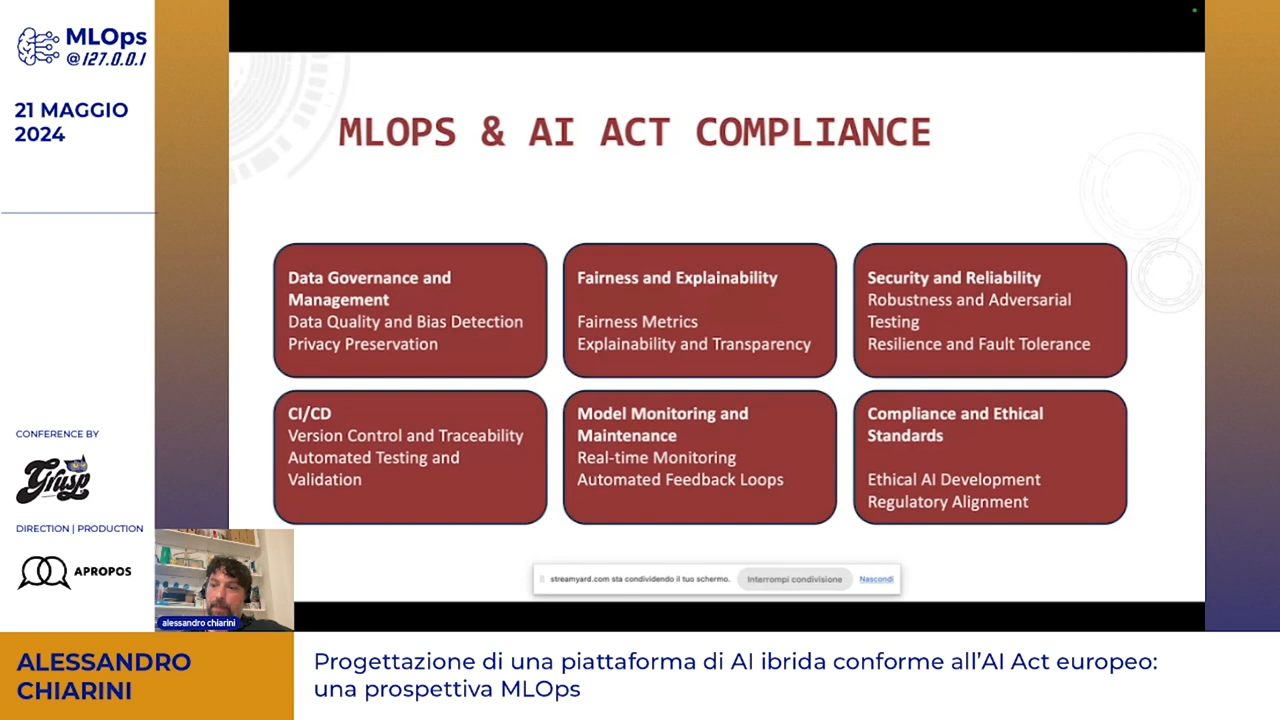 MLOps
@127.0.0.1
21 MAGGIO
2024
MLOPS & AI ACT COMPLIANCE
Data Governance and
Management
Data Quality and Bias Detection
Privacy Preservation
Fairness and Explainability
Fairness Metrics
Explainability and Transparency
Security and Reliability
Robustness and Adversarial
Testing
Resilience and Fault Tolerance
CI/CD
Version Control and Traceability
Automated Testing and
Validation
Model Monitoring and
Maintenance
Real-time Monitoring
Automated Feedback Loops
Compliance and Ethical
Standards
Ethical AI Development
Regulatory Alignment
CONFERENCE BY
Grusp
DIRECTION | PRODUCTION
APROPOS
streamyard.com sta condividendo il tuo schermo. Interrompi condivisione Nascondi
alessandro chiarini
ALESSANDRO
CHIARINI
Progettazione di una piattaforma di AI ibrida conforme all'AI Act europeo:
una prospettiva MLOps